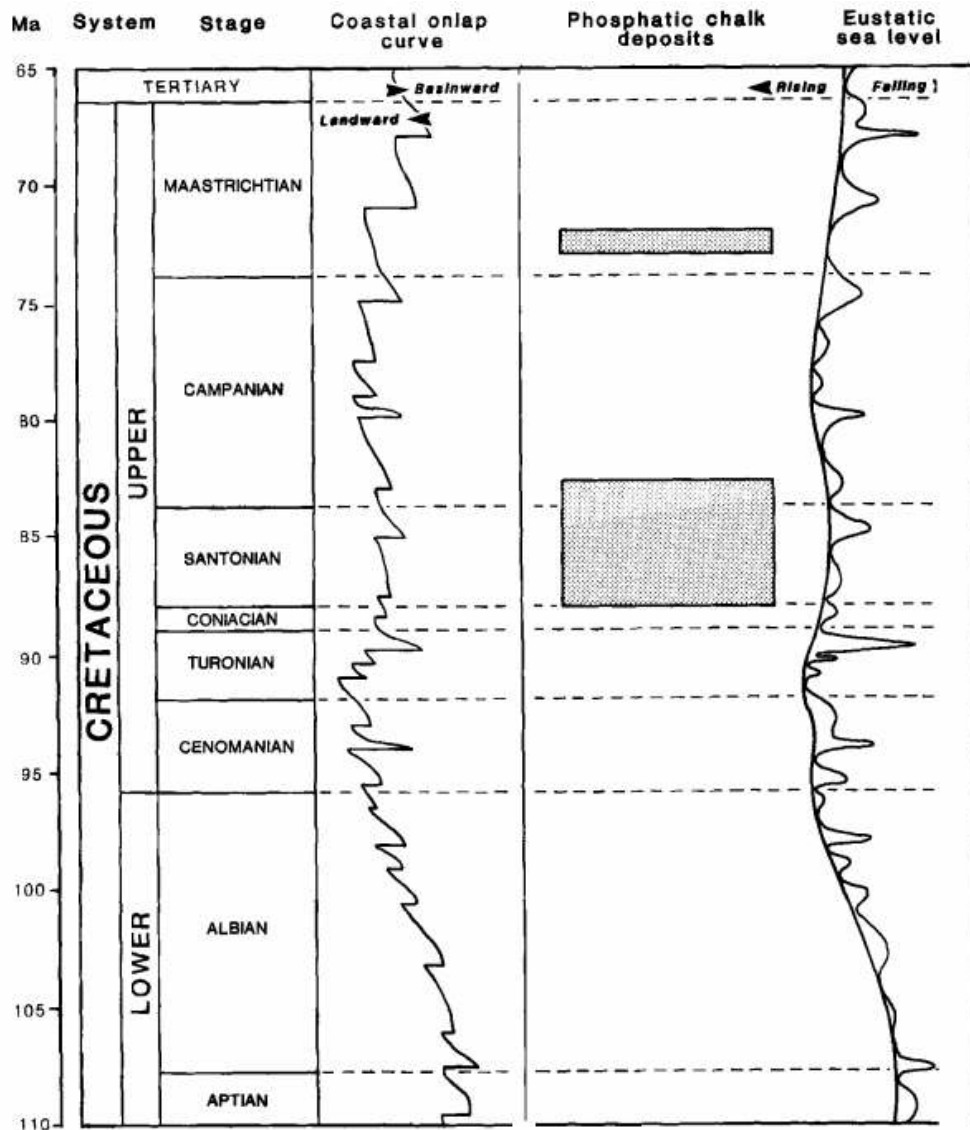 Ma System Stage Coastal onlap curve Phosphatic chalk deposits Eustatic sea level
65
TERTIARY
Basinward
Rising
Falling
Landward
MAASTRICHTIAN
70
75
CAMPANIAN
80
UPPER
CRETACEOUS
85
SANTONIAN
CONIACIAN
90
TURONIAN
CENOMANIAN
95
100
ALBIAN
LOWER
105
APTIAN
110